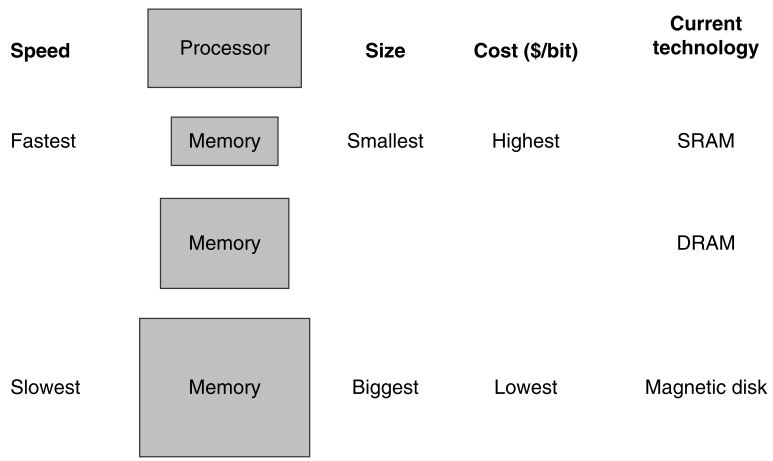 Speed Processor Size Cost ($/bit) Current
technology
Fastest Memory Smallest Highest SRAM
Memory DRAM
Slowest Memory Biggest Lowest Magnetic disk